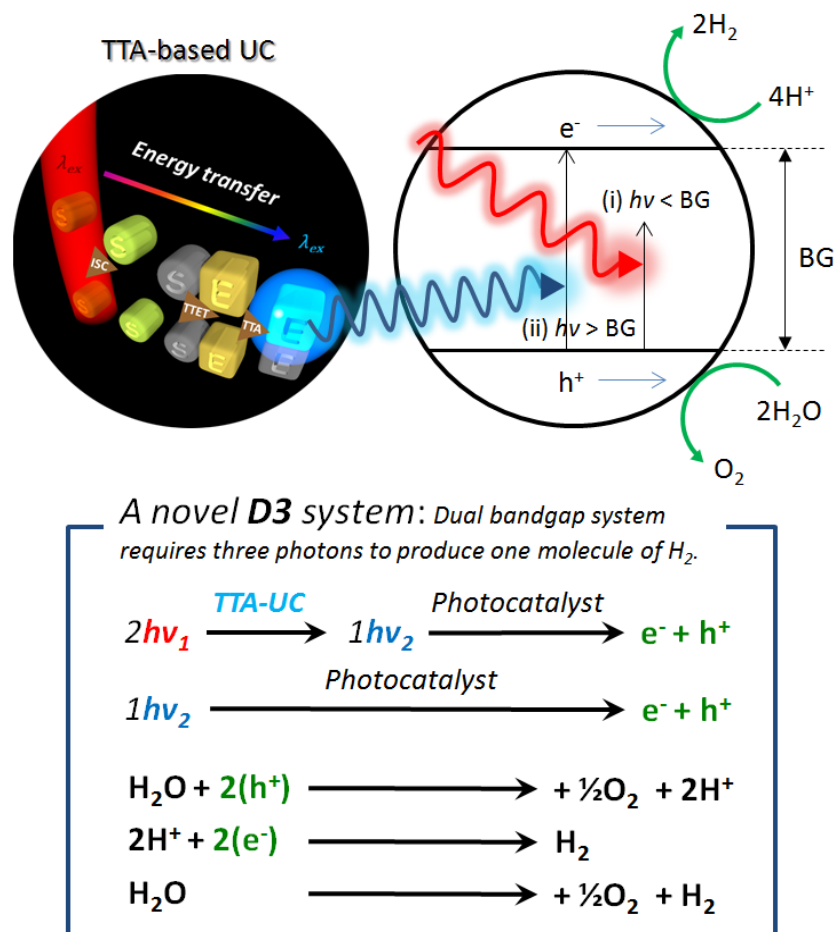 TTA-based UC
λex
Energy transfer
λex
S
S
S
S
S
S
E
E
E
E
ISC
TTET
TTA
2H₂
4H⁺
e⁻
(i) hν < BG
BG
(ii) hν > BG
h⁺
2H₂O
O₂
A novel D3 system: Dual bandgap system
requires three photons to produce one molecule of H₂.
TTA-UC
Photocatalyst
2hν₁
1hν₂
e⁻ + h⁺
Photocatalyst
1hν₂
e⁻ + h⁺
H₂O + 2(h⁺)
+ ½O₂ + 2H⁺
2H⁺ + 2(e⁻)
H₂
H₂O
+ ½O₂ + H₂